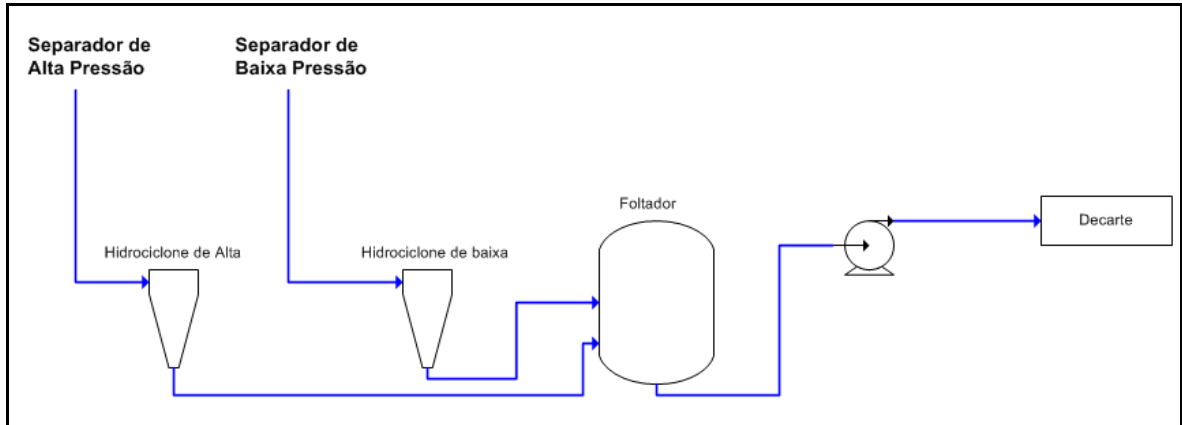 Separador de
Alta Pressão
Separador de
Baixa Pressão
Foltador
Hidrociclone de Alta
Hidrociclone de baixa
Decarte